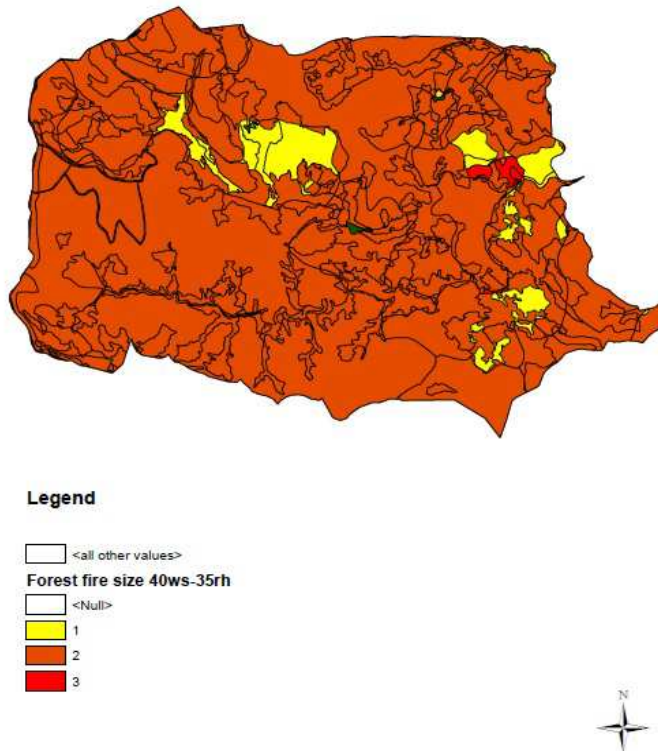 Legend
<all other values>
Forest fire size 40ws-35rh
<Null>
1
2
3
N